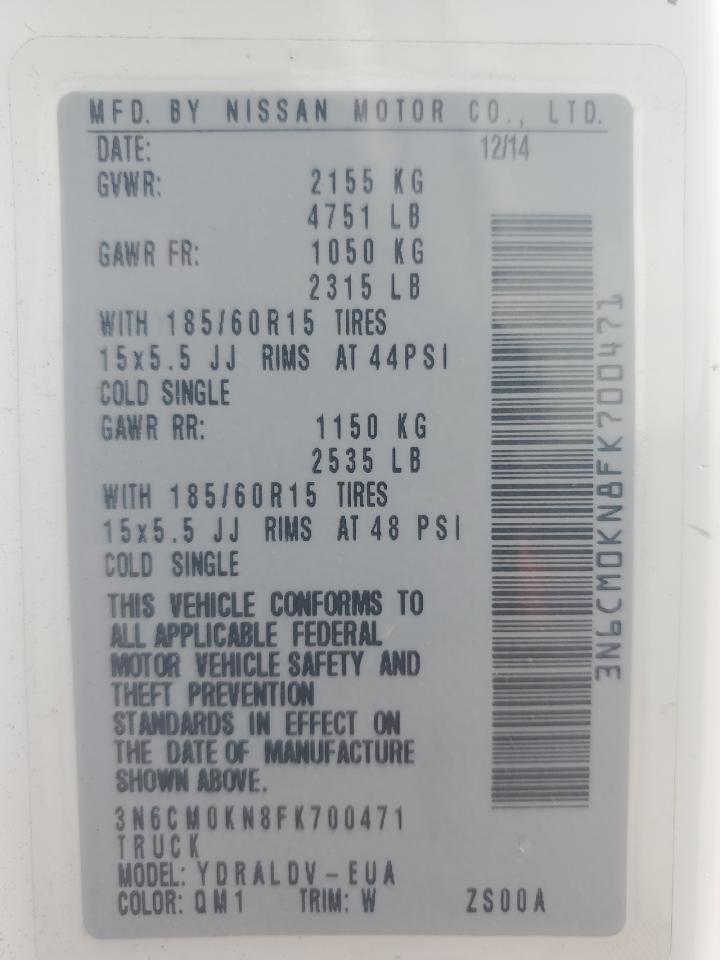 MFD. BY NISSAN MOTOR CO., LTD.
DATE: 12/14
GVWR: 2155 KG
4751 LB
GAWR FR: 1050 KG
2315 LB
WITH 185/60R15 TIRES
15x5.5 JJ RIMS AT 44PSI
COLD SINGLE
GAWR RR: 1150 KG
2535 LB
WITH 185/60R15 TIRES
15x5.5 JJ RIMS AT 48 PSI
COLD SINGLE
THIS VEHICLE CONFORMS TO
ALL APPLICABLE FEDERAL
MOTOR VEHICLE SAFETY AND
THEFT PREVENTION
STANDARDS IN EFFECT ON
THE DATE OF MANUFACTURE
SHOWN ABOVE.
3N6CM0KN8FK700471
TRUCK
MODEL: YDRALDV-EUA
COLOR: QM1 TRIM: W ZS00A
3N6CM0KN8FK700471